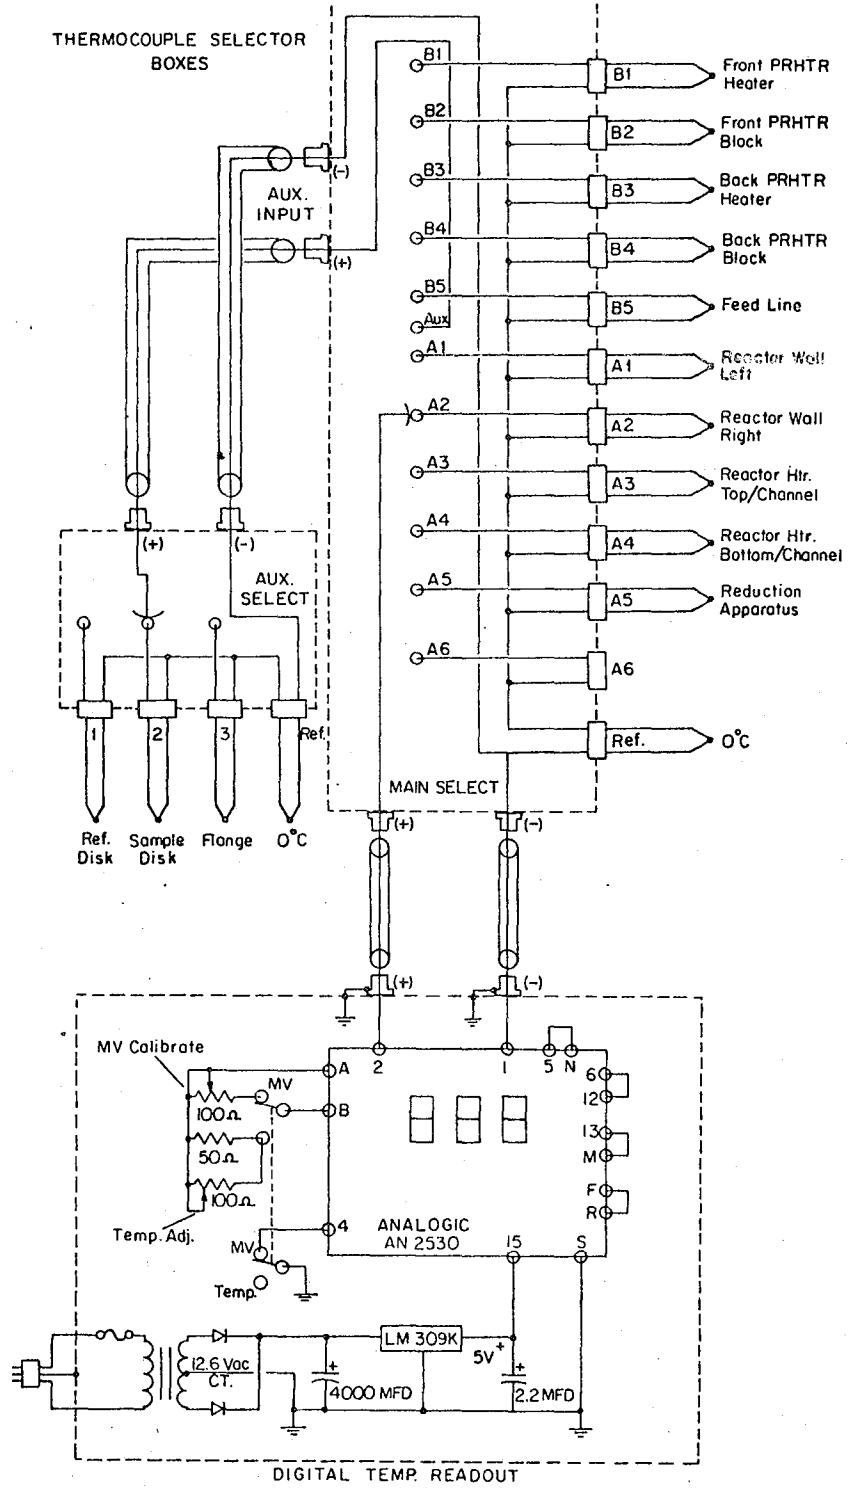 THERMOCOUPLE SELECTOR
BOXES
B1
B1
Front PRHTR
Heater
B2
B2
Front PRHTR
Block
(-)
B3
B3
Back PRHTR
Heater
AUX.
INPUT
B4
B4
Back PRHTR
Block
(+)
B5
B5
Feed Line
Aux
A1
A1
Reactor Wall
Left
A2
A2
Reactor Wall
Right
A3
A3
Reactor Htr.
Top/Channel
(+)
(-)
A4
A4
Reactor Htr.
Bottom/Channel
AUX.
SELECT
A5
A5
Reduction
Apparatus
A6
A6
1
2
3
Ref.
Ref.
0°C
MAIN SELECT
Ref.
Disk
Sample
Disk
Flange
0°C
(+)
(-)
(+)
(-)
MV Calibrate
A
2
1
5
N
MV
6
100Ω
B
12
50Ω
13
M
100Ω
F
R
Temp. Adj.
4
ANALOGIC
AN 2530
15
S
MV
Temp.
12.6 Vac
CT.
LM 309K
5V+
+
4000 MFD
+
2.2 MFD
DIGITAL TEMP. READOUT